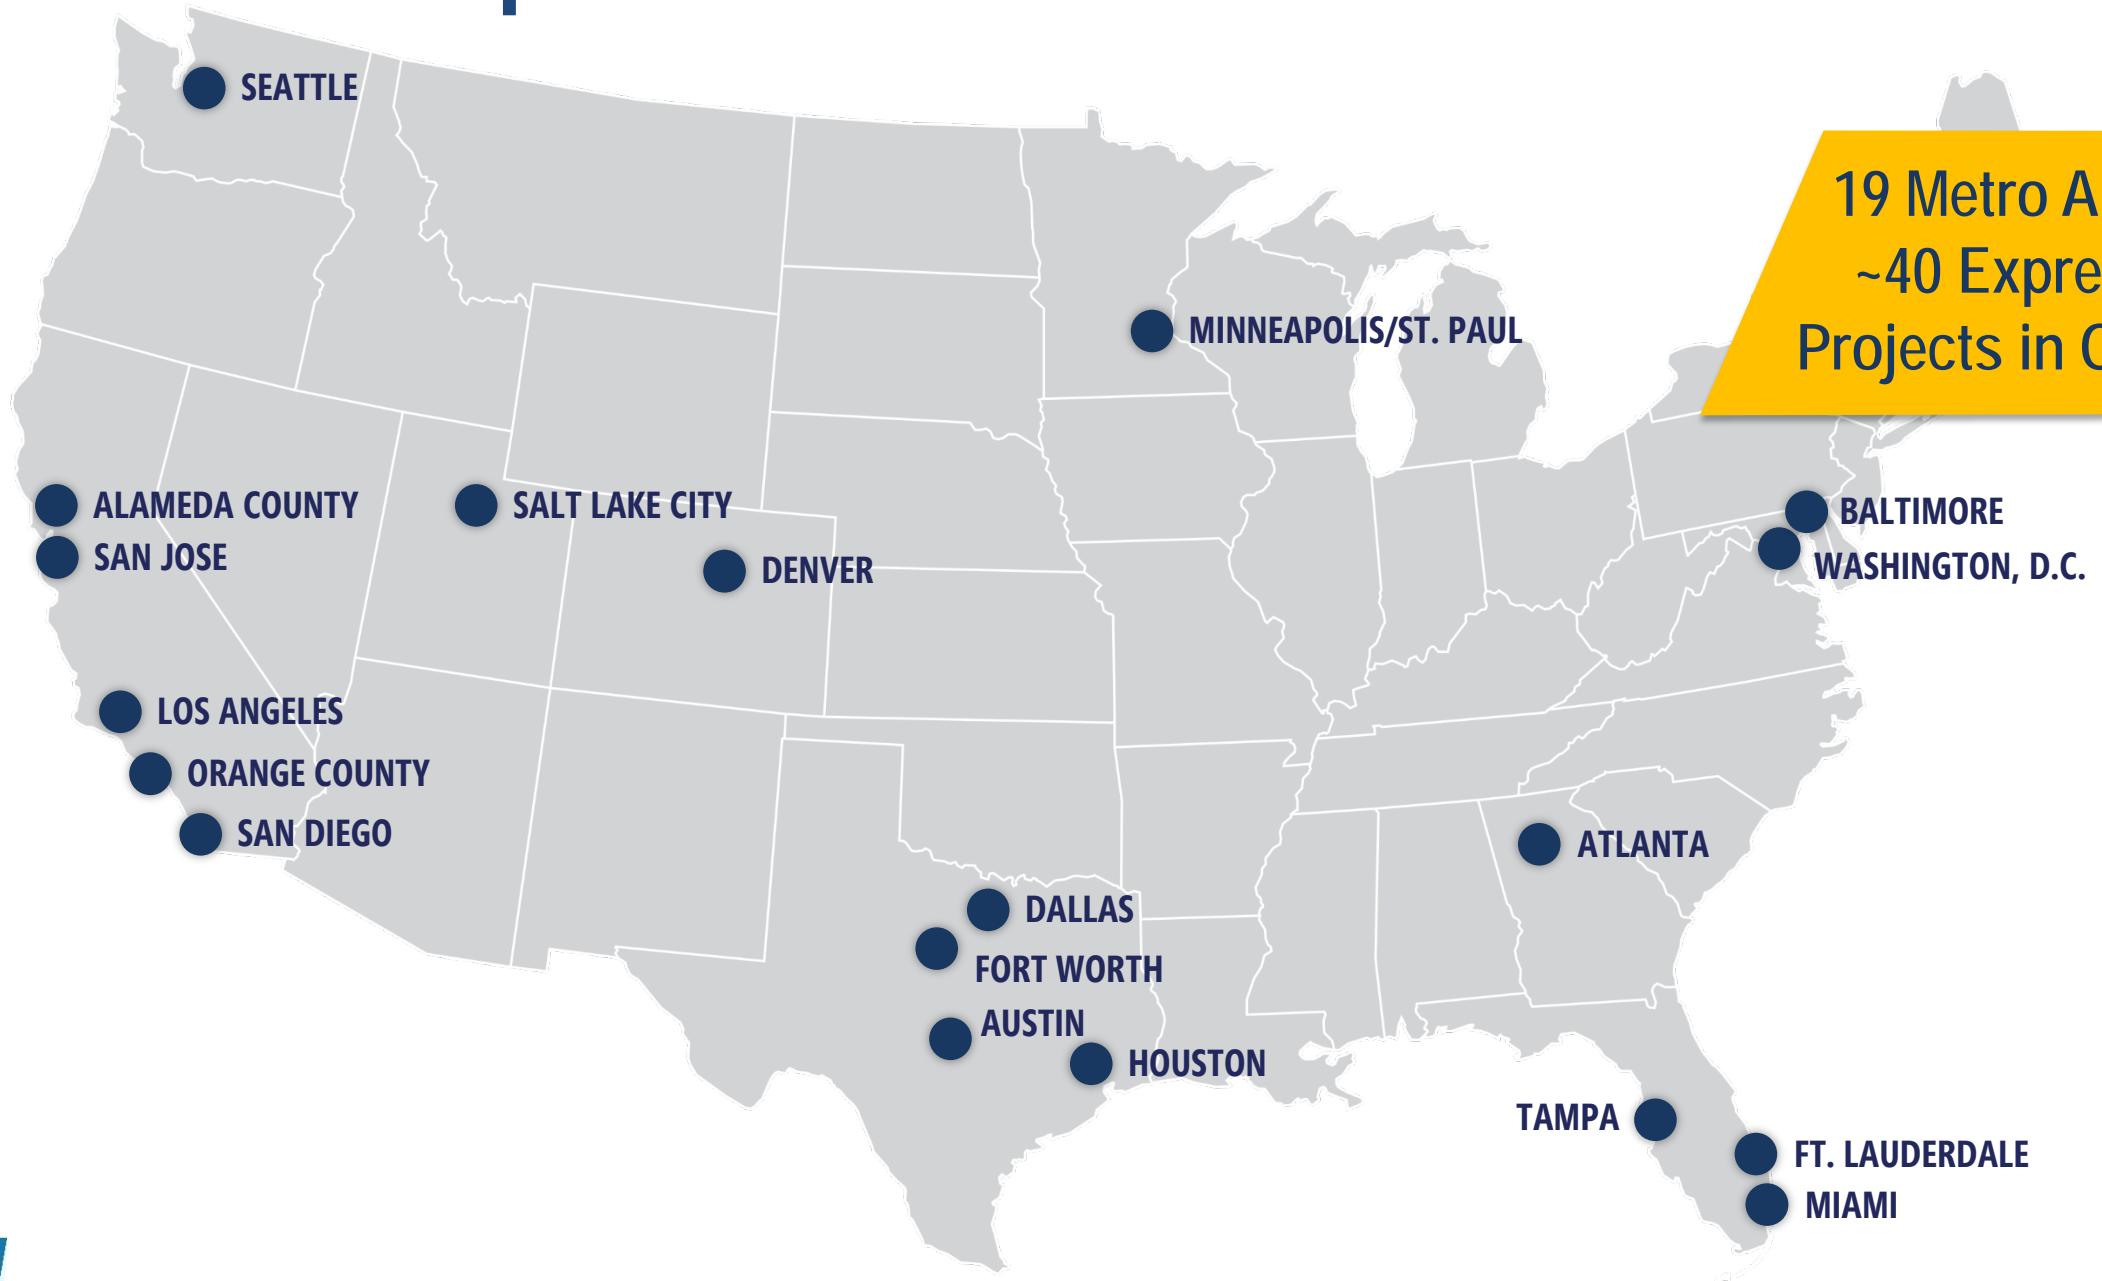 SEATTLE
19 Metro A
~40 Expre
Projects in
MINNEAPOLIS/ST. PAUL
ALAMEDA COUNTY
SALT LAKE CITY
BALTIMORE
SAN JOSE
DENVER
WASHINGTON, D.C.
LOS ANGELES
ORANGE COUNTY
SAN DIEGO
ATLANTA
DALLAS
FORT WORTH
AUSTIN
HOUSTON
TAMPA
FT. LAUDERDALE
MIAMI